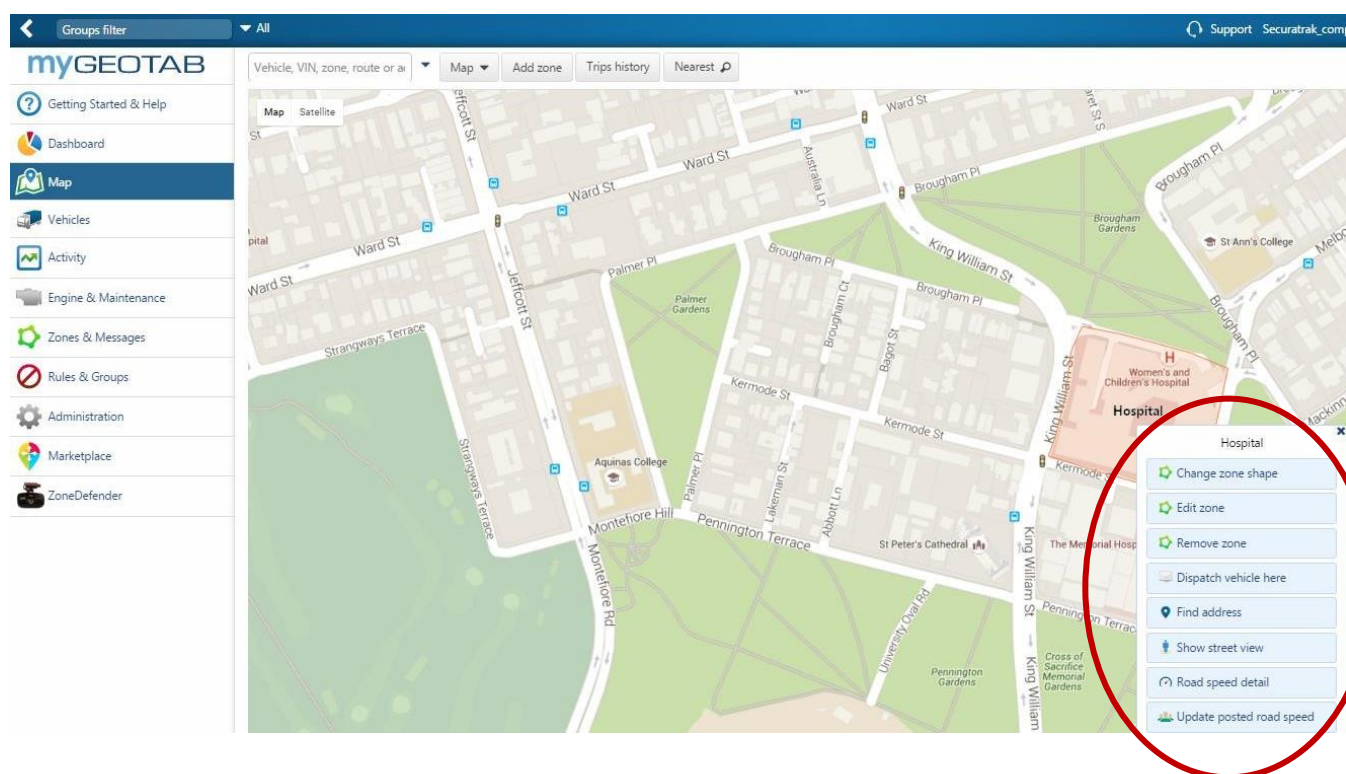 Groups filter
All
Support Securatrak_comp
myGEOTAB
Vehicle, VIN, zone, route or
Map
Add zone
Trips history
Nearest
Getting Started & Help
Dashboard
Map
Vehicles
Activity
Engine & Maintenance
Zones & Messages
Rules & Groups
Administration
Marketplace
ZoneDefender
Map Satellite
Jeffcott St
Ward St
St
Ward St
Ward St
Ward St
Ward St
Australia Ln
Brougham Pl
Brougham Pl
Brougham
Gardens
St Ann's College
King William St
Palmer Pl
Brougham Pl
Brougham Pl
Brougham Pl
Jeffcott St
Palmer
Gardens
Brougham Ct
Bagot St
Strangways Terrace
Kermode St
Kermode St
King William St
H
Women's and
Children's Hospital
Hospital
Strangways Terrace
Aquinas College
Palmer Pl
Lakeman St
Abbott Ln
Kermode
Montefiore Hill
Pennington Terrace
St Peter's Cathedral
The Memorial Hosp
King William St
Montefiore Rd
University Oval Rd
Pennington Terrac
Pennington
Gardens
Cross of
Sacrifice
Memorial
Gardens
King William
Hospital
Change zone shape
Edit zone
Remove zone
Dispatch vehicle here
Find address
Show street view
Road speed detail
Update posted road speed